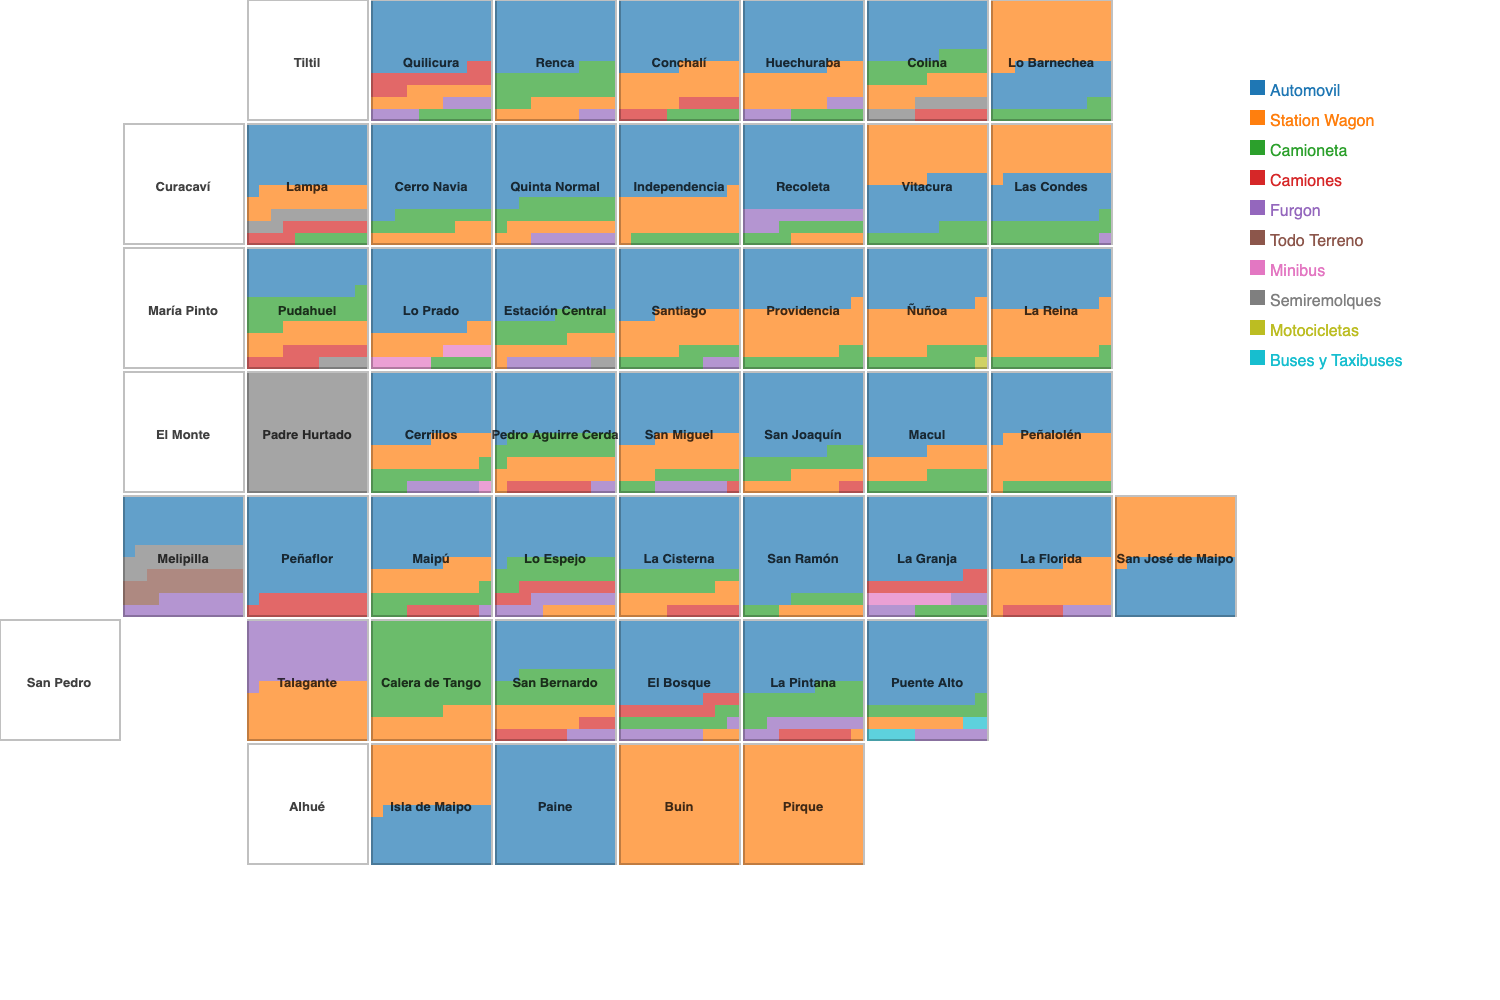 Tiltil
Quilicura
Renca
Conchalí
Huechuraba
Colina
Lo Barnechea
Curacaví
Lampa
Cerro Navia
Quinta Normal
Independencia
Recoleta
Vitacura
Las Condes
María Pinto
Pudahuel
Lo Prado
Estación Central
Santiago
Providencia
Ñuñoa
La Reina
El Monte
Padre Hurtado
Cerrillos
Pedro Aguirre Cerda
San Miguel
San Joaquín
Macul
Peñalolén
Melipilla
Peñaflor
Maipú
Lo Espejo
La Cisterna
San Ramón
La Granja
La Florida
San José de Maipo
San Pedro
Talagante
Calera de Tango
San Bernardo
El Bosque
La Pintana
Puente Alto
Alhué
Isla de Maipo
Paine
Buin
Pirque
Automovil
Station Wagon
Camioneta
Camiones
Furgon
Todo Terreno
Minibus
Semiremolques
Motocicletas
Buses y Taxibuses